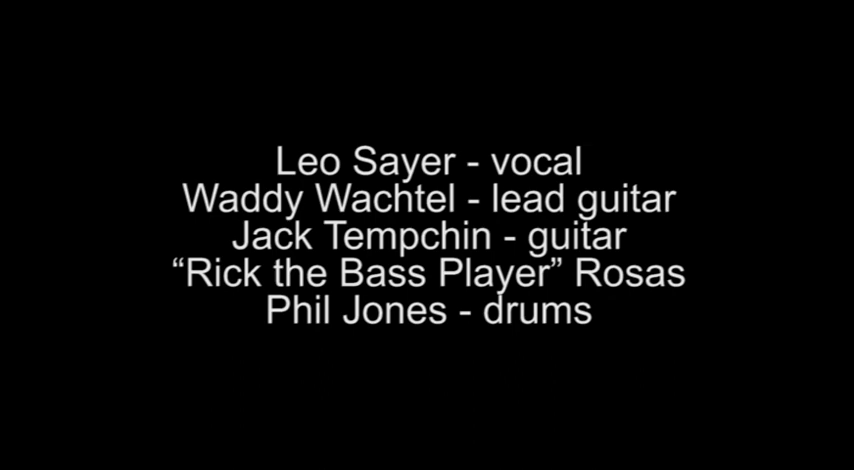 Leo Sayer - vocal
Waddy Wachtel - lead guitar
Jack Tempchin - guitar
“Rick the Bass Player” Rosas
Phil Jones - drums